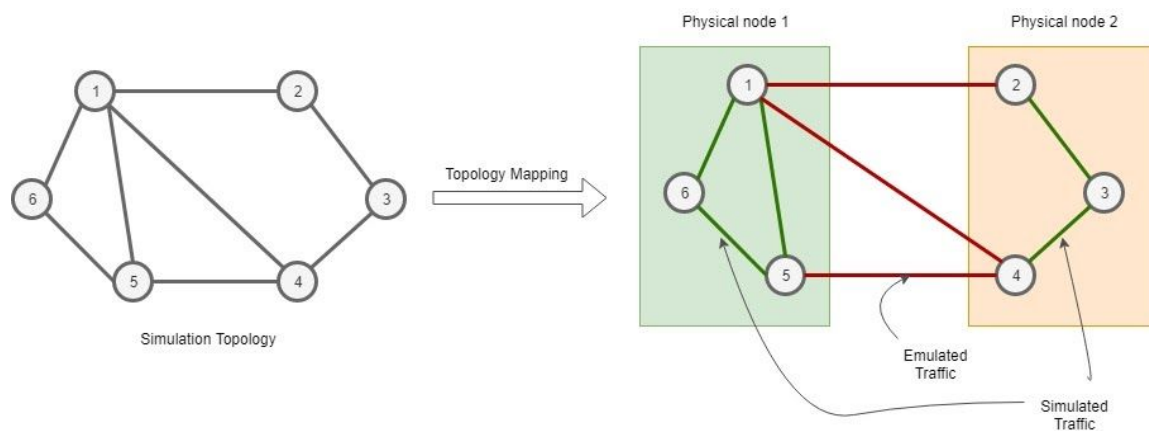 Physical node 1
Physical node 2
1
2
1
2
Topology Mapping
6
3
6
3
5
4
5
4
Simulation Topology
Emulated
Traffic
Simulated
Traffic